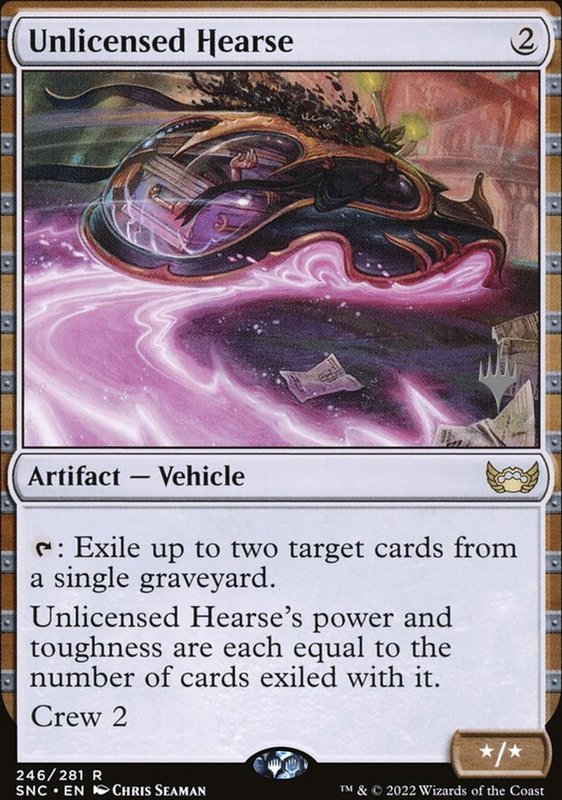 Unlicensed Hearse 2
Artifact — Vehicle
: Exile up to two target cards from
a single graveyard.
Unlicensed Hearse's power and
toughness are each equal to the
number of cards exiled with it.
Crew 2
*/*
246/281 R
SNC • EN Chris Seaman
™ & © 2022 Wizards of the Coast